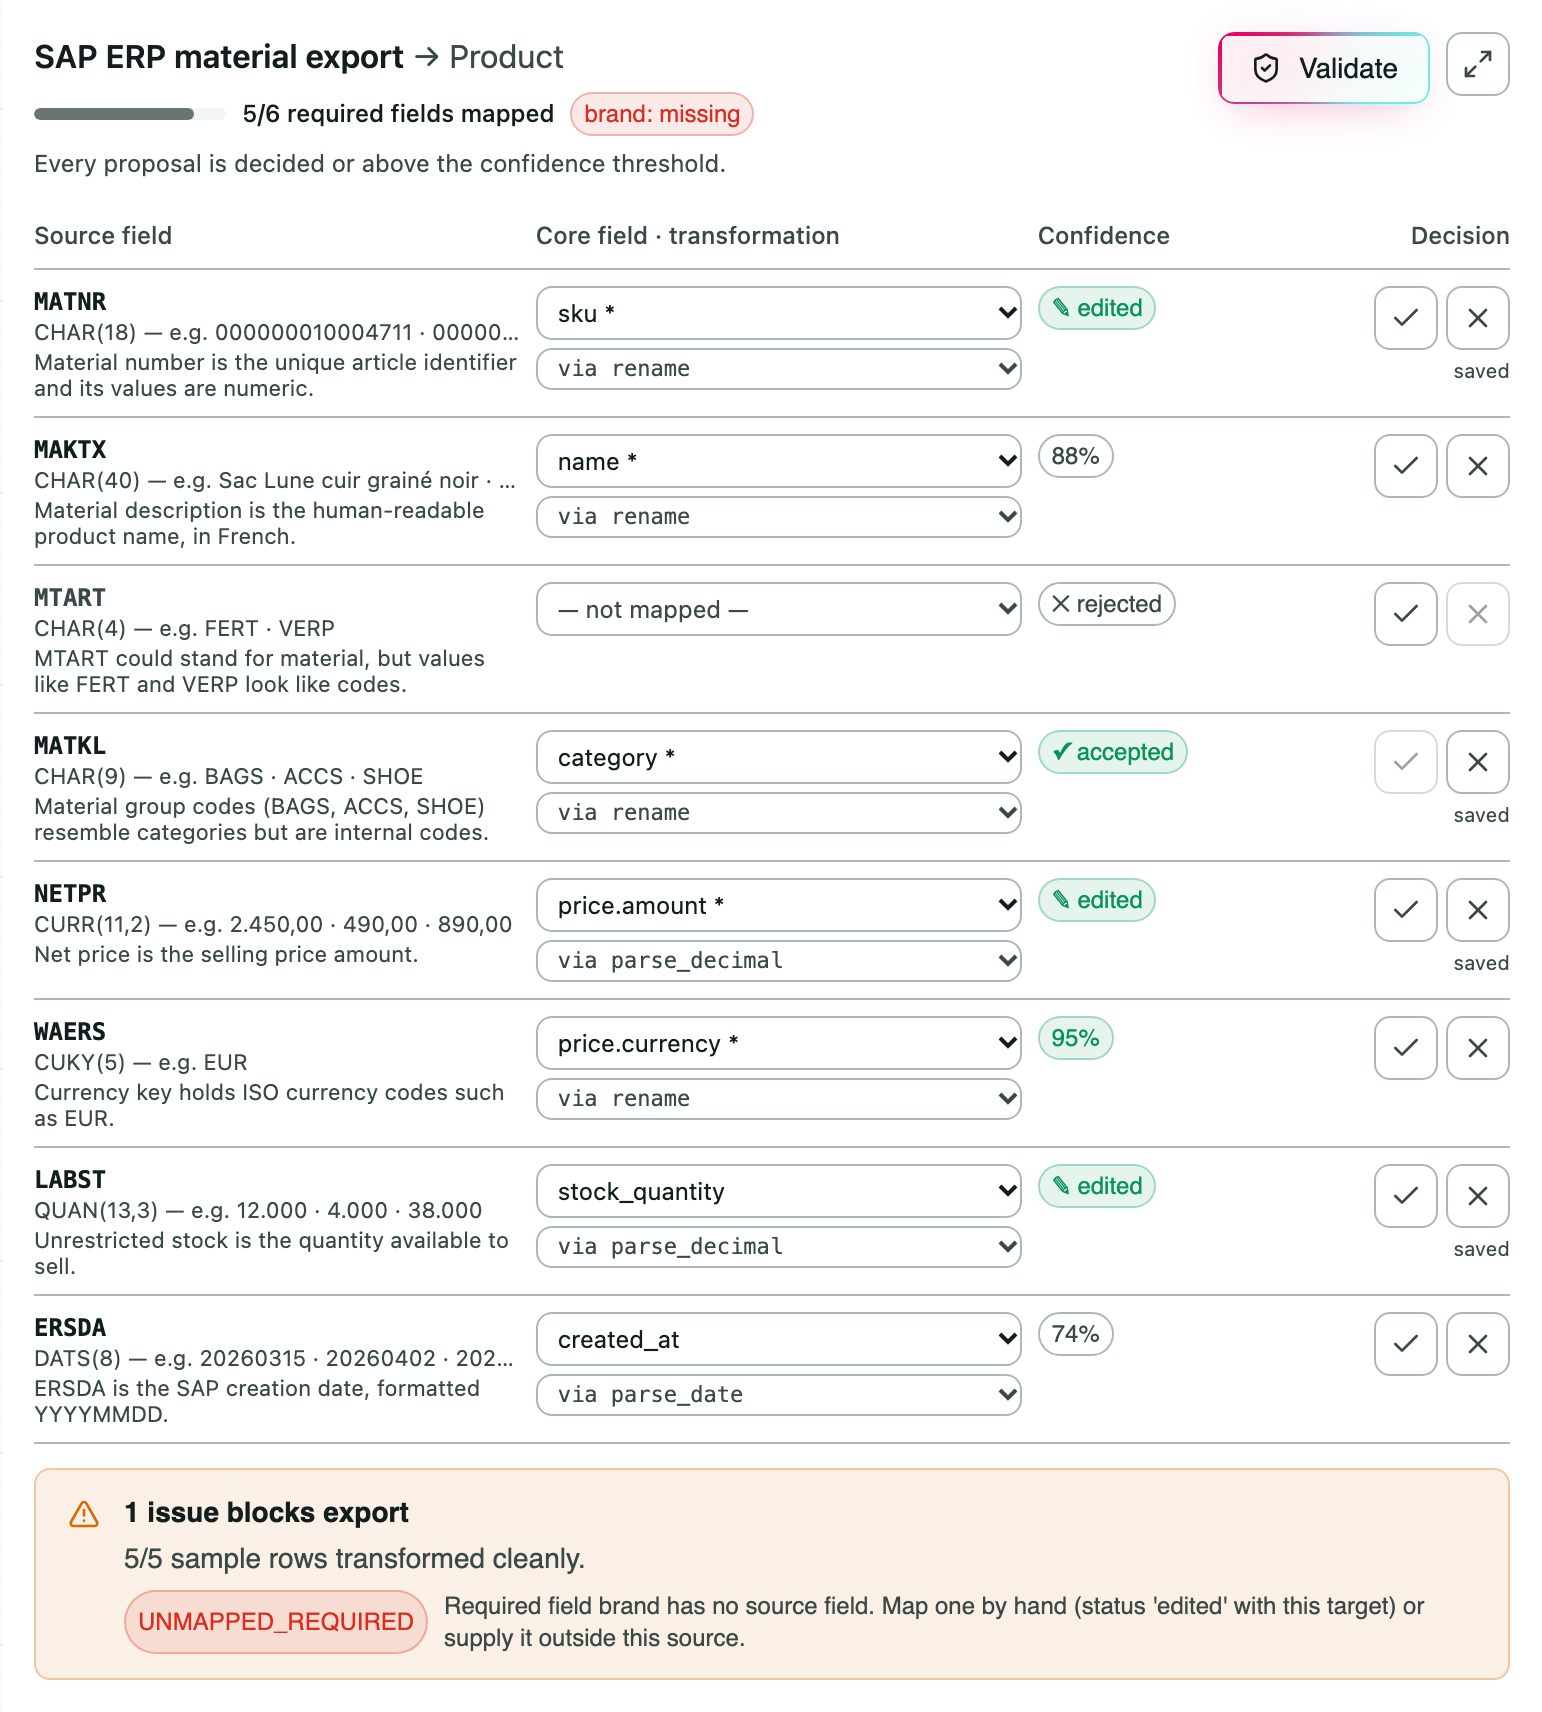 SAP ERP material export → Product
Validate
5/6 required fields mapped
brand: missing
Every proposal is decided or above the confidence threshold.
Source field
Core field · transformation
Confidence
Decision
MATNR
CHAR(18) — e.g. 000000010004711 · 00000...
Material number is the unique article identifier
and its values are numeric.
sku *
via rename
✎ edited
saved
MAKTX
CHAR(40) — e.g. Sac Lune cuir grainé noir · ...
Material description is the human-readable
product name, in French.
name *
via rename
88%
MTART
CHAR(4) — e.g. FERT · VERP
MTART could stand for material, but values
like FERT and VERP look like codes.
— not mapped —
rejected
MATKL
CHAR(9) — e.g. BAGS · ACCS · SHOE
Material group codes (BAGS, ACCS, SHOE)
resemble categories but are internal codes.
category *
via rename
✔ accepted
saved
NETPR
CURR(11,2) — e.g. 2.450,00 · 490,00 · 890,00
Net price is the selling price amount.
price.amount *
via parse_decimal
✎ edited
saved
WAERS
CUKY(5) — e.g. EUR
Currency key holds ISO currency codes such
as EUR.
price.currency *
via rename
95%
LABST
QUAN(13,3) — e.g. 12.000 · 4.000 · 38.000
Unrestricted stock is the quantity available to
sell.
stock_quantity
via parse_decimal
✎ edited
saved
ERSDA
DATS(8) — e.g. 20260315 · 20260402 · 202...
ERSDA is the SAP creation date, formatted
YYYYMMDD.
created_at
via parse_date
74%
1 issue blocks export
5/5 sample rows transformed cleanly.
UNMAPPED_REQUIRED
Required field brand has no source field. Map one by hand (status 'edited' with this target) or
supply it outside this source.